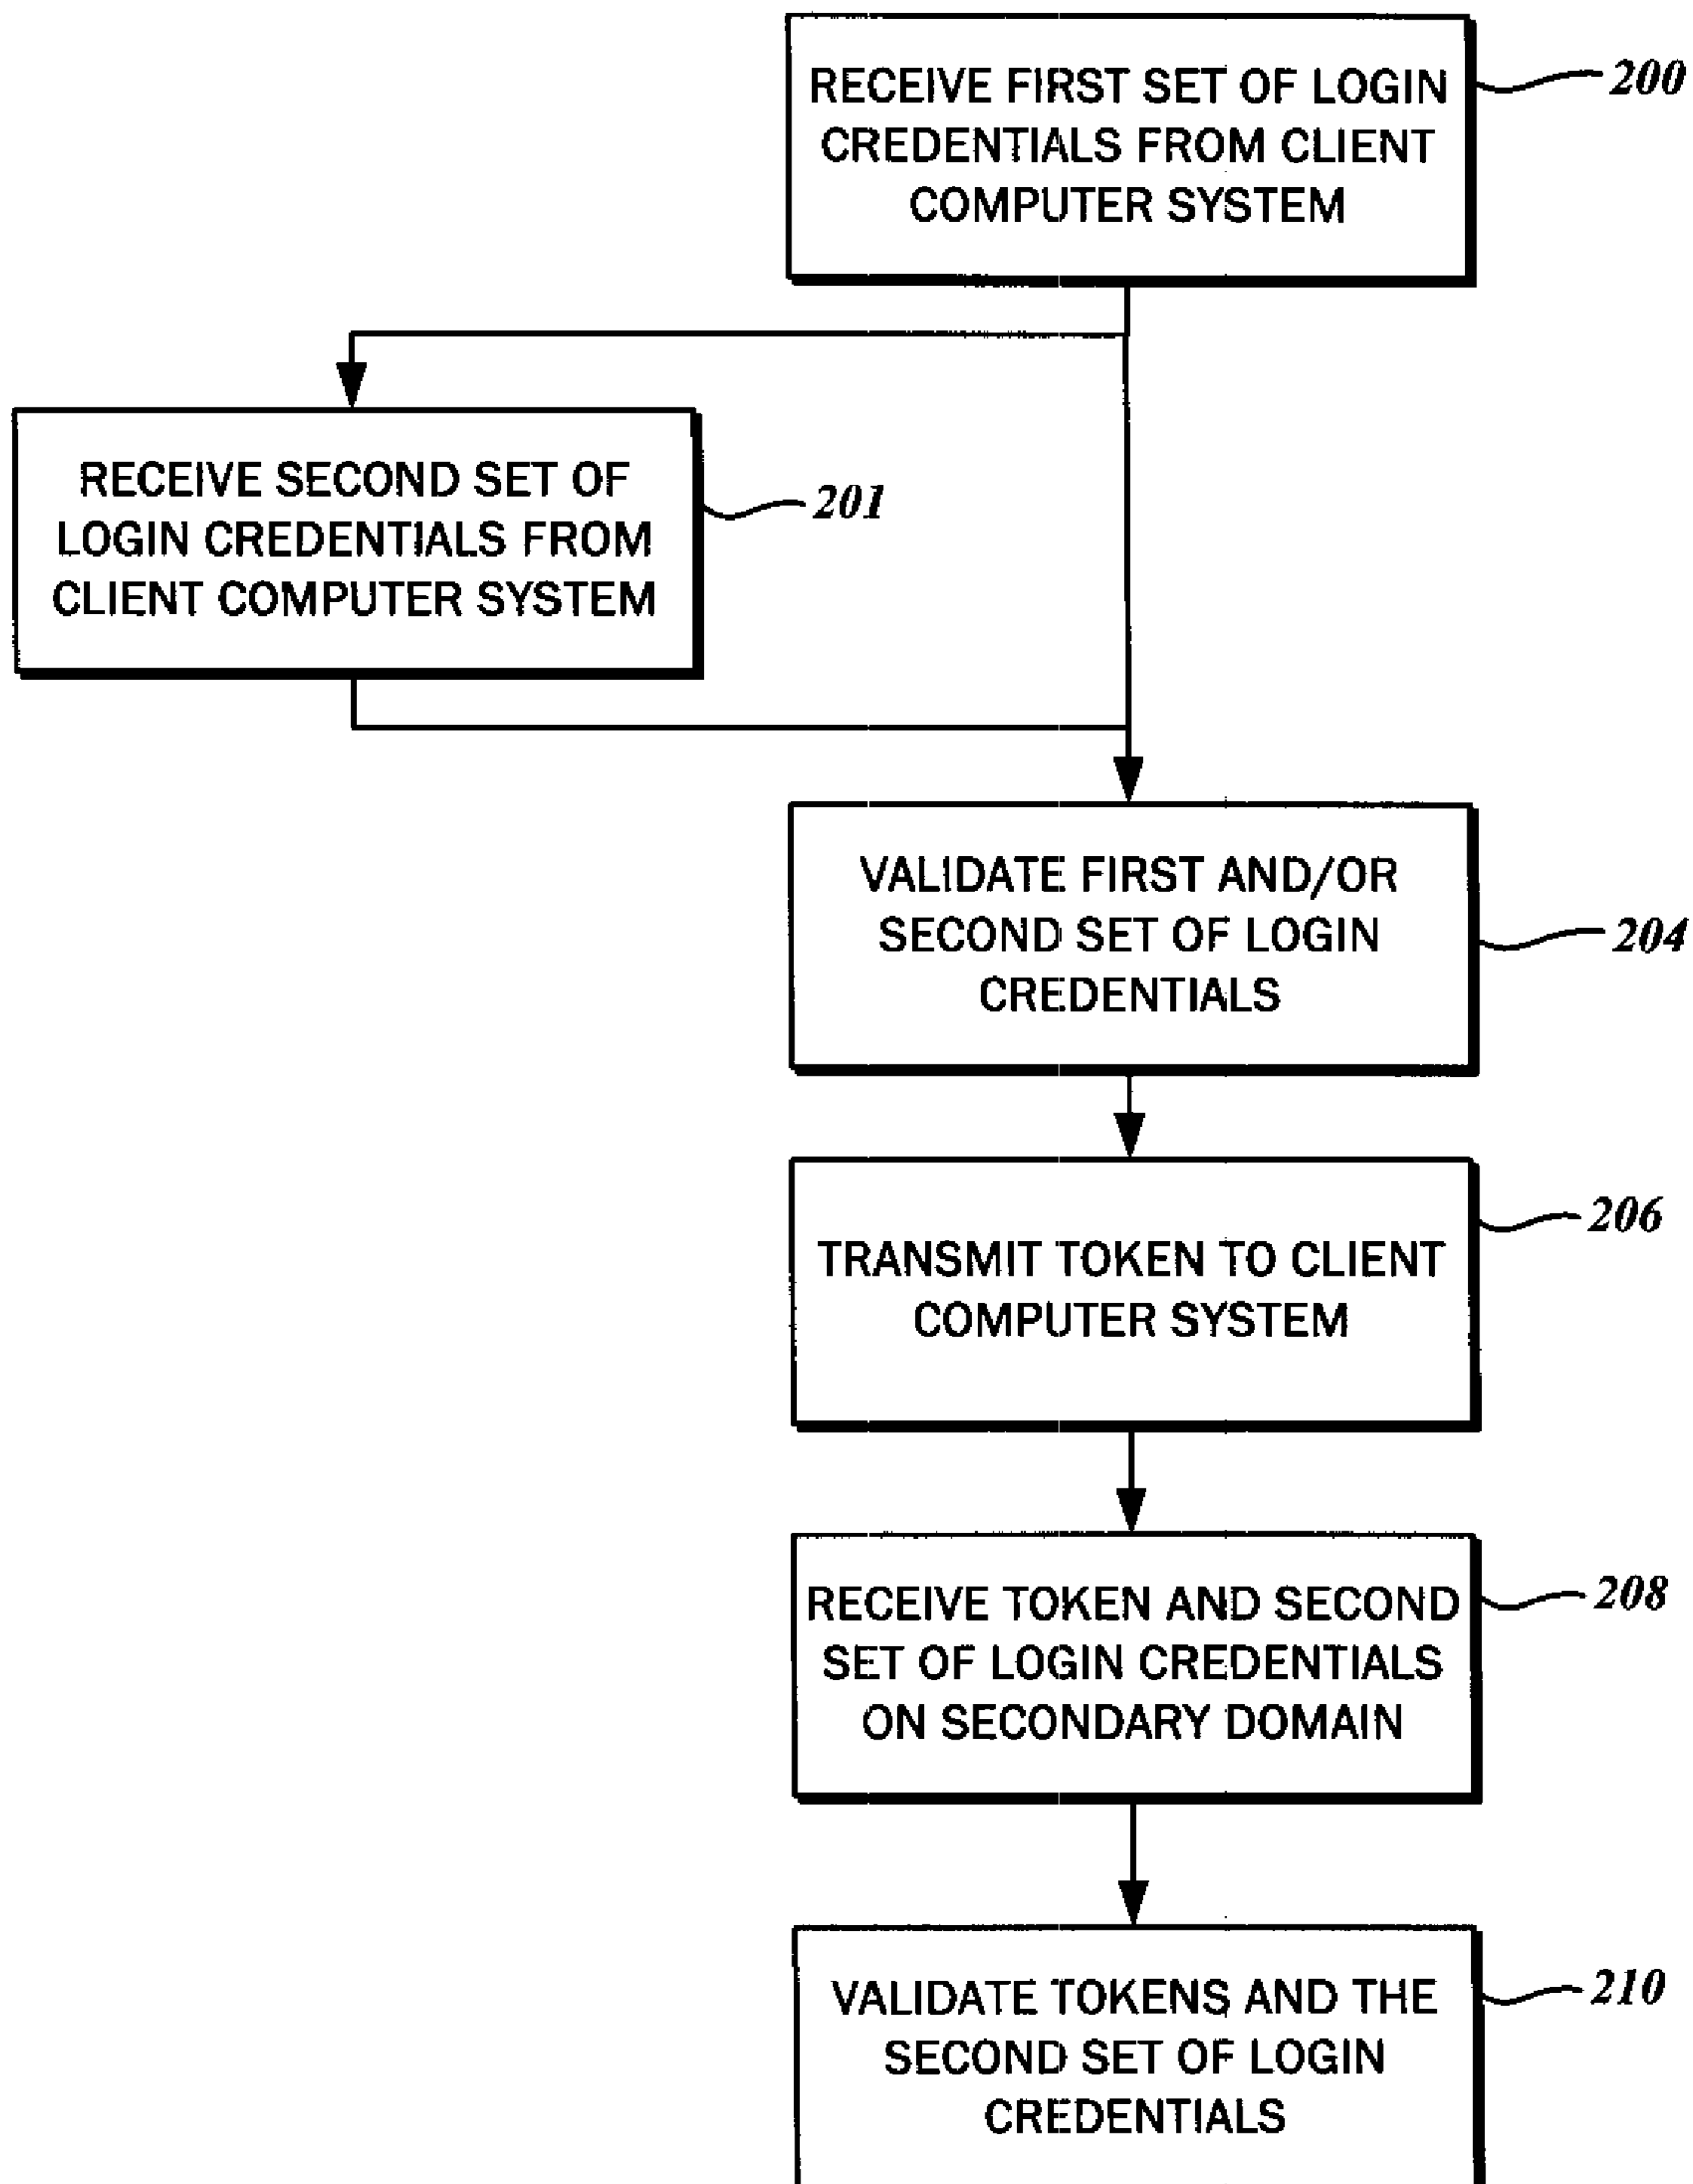 RECEIVE FIRST SET OF LOGIN
CREDENTIALS FROM CLIENT
COMPUTER SYSTEM
200
RECEIVE SECOND SET OF
LOGIN CREDENTIALS FROM
CLIENT COMPUTER SYSTEM
201
VALIDATE FIRST AND/OR
SECOND SET OF LOGIN
CREDENTIALS
204
TRANSMIT TOKEN TO CLIENT
COMPUTER SYSTEM
206
RECEIVE TOKEN AND SECOND
SET OF LOGIN CREDENTIALS
ON SECONDARY DOMAIN
208
VALIDATE TOKENS AND THE
SECOND SET OF LOGIN
CREDENTIALS
210